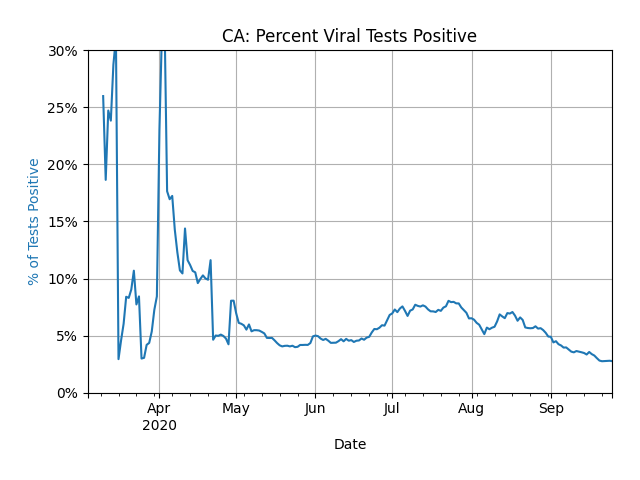 CA: Percent Viral Tests Positive
30%
25%
20%
15%
10%
5%
0%
% of Tests Positive
Apr
2020
May
Jun
Jul
Aug
Sep
Date